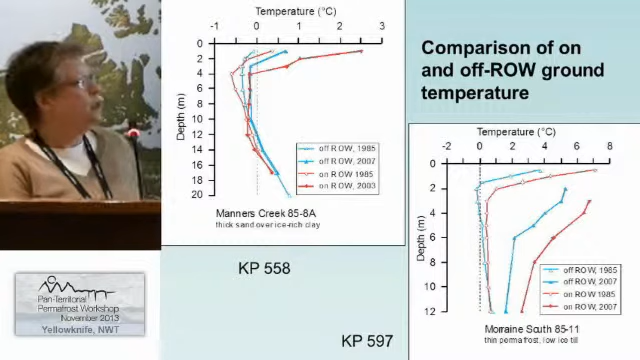 Temperature (°C)
-1 0 1 2 3
Depth (m)
0
2
4
6
8
10
12
14
16
18
20
off ROW, 1985
off ROW, 2007
on ROW, 1985
on ROW, 2003
Manners Creek 85-8A
thick sand over ice-rich clay
KP 558
KP 597
Comparison of on
and off-ROW ground
temperature
Temperature (°C)
-2 0 2 4 6 8
Depth (m)
0
2
4
6
8
10
12
off ROW, 1985
off ROW, 2007
on ROW 1985
on ROW, 2007
Morraine South 85-11
thin permafrost, low ice till
Pan-Territorial
Permafrost Workshop
November 2013
Yellowknife, NWT